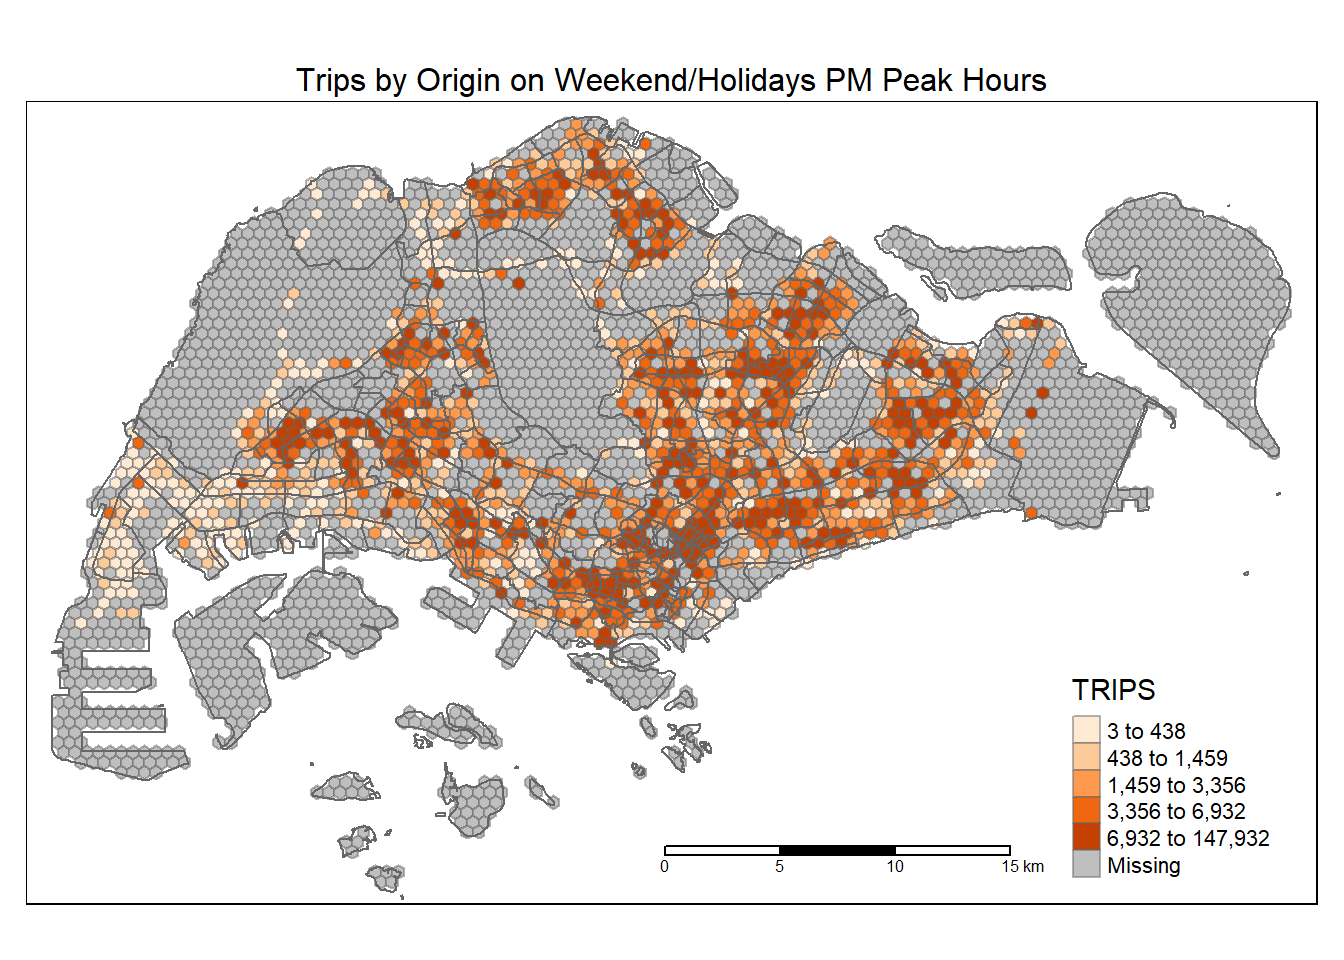 Trips by Origin on Weekend/Holidays PM Peak Hours
TRIPS
3 to 438
438 to 1,459
1,459 to 3,356
3,356 to 6,932
6,932 to 147,932
Missing
0 5 10 15 km